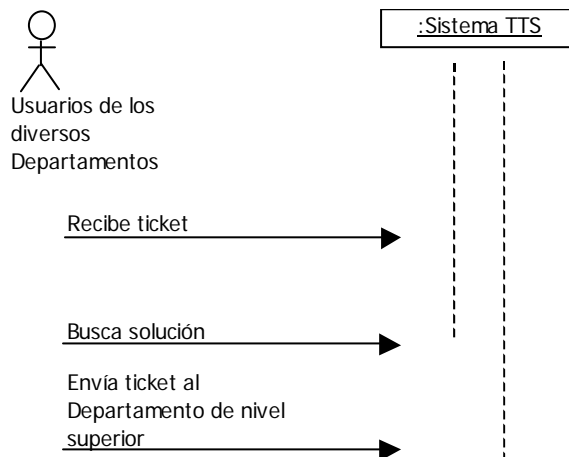 :Sistema TTS
Usuarios de los
diversos
Departamentos
Recibe ticket
Busca solución
Envía ticket al
Departamento de nivel
superior